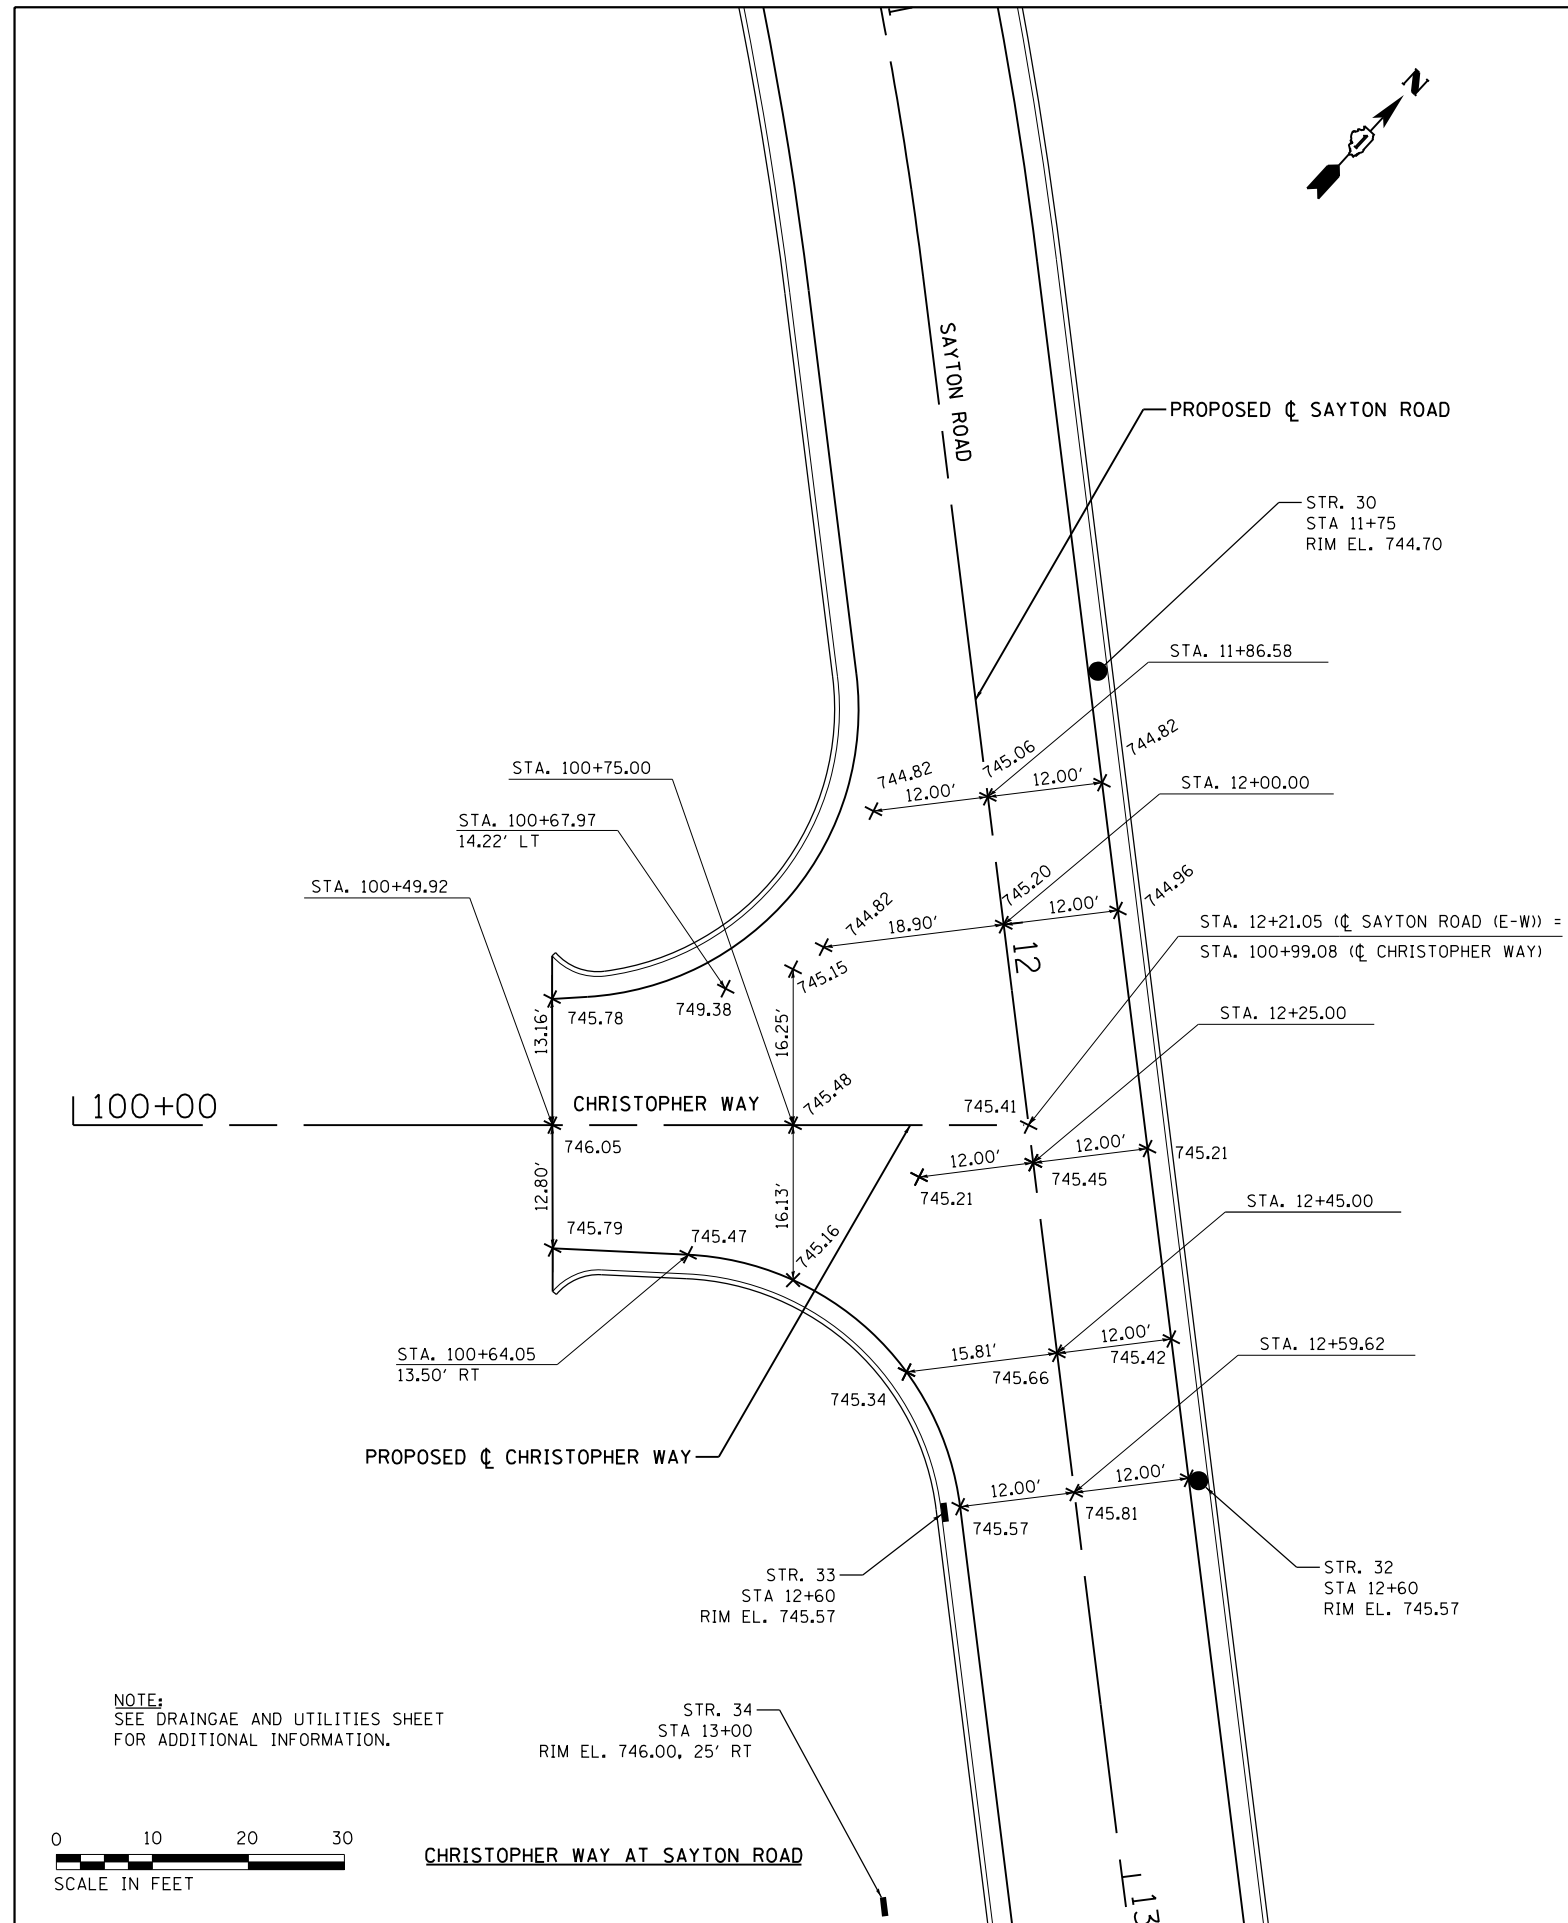 N
SAYTON ROAD
PROPOSED ℄ SAYTON ROAD
STR. 30
STA 11+75
RIM EL. 744.70
STA. 11+86.58
744.82
745.06
744.82
12.00'
12.00'
STA. 100+75.00
STA. 12+00.00
STA. 100+67.97
14.22' LT
STA. 100+49.92
744.82
745.20
744.96
18.90'
12.00'
12
STA. 12+21.05 (℄ SAYTON ROAD (E-W)) =
STA. 100+99.08 (℄ CHRISTOPHER WAY)
745.15
749.38
745.78
13.16'
16.25'
STA. 12+25.00
100+00
CHRISTOPHER WAY
745.48
745.41
746.05
12.00'
12.00'
745.21
745.45
745.21
12.80'
16.13'
STA. 12+45.00
745.79
745.47
745.16
STA. 100+64.05
13.50' RT
15.81'
12.00'
745.34
745.66
745.42
STA. 12+59.62
PROPOSED ℄ CHRISTOPHER WAY
12.00'
12.00'
745.57
745.81
STR. 33
STA 12+60
RIM EL. 745.57
STR. 32
STA 12+60
RIM EL. 745.57
NOTE:
SEE DRAINGAE AND UTILITIES SHEET
FOR ADDITIONAL INFORMATION.
STR. 34
STA 13+00
RIM EL. 746.00, 25' RT
0 10 20 30
SCALE IN FEET
CHRISTOPHER WAY AT SAYTON ROAD
13